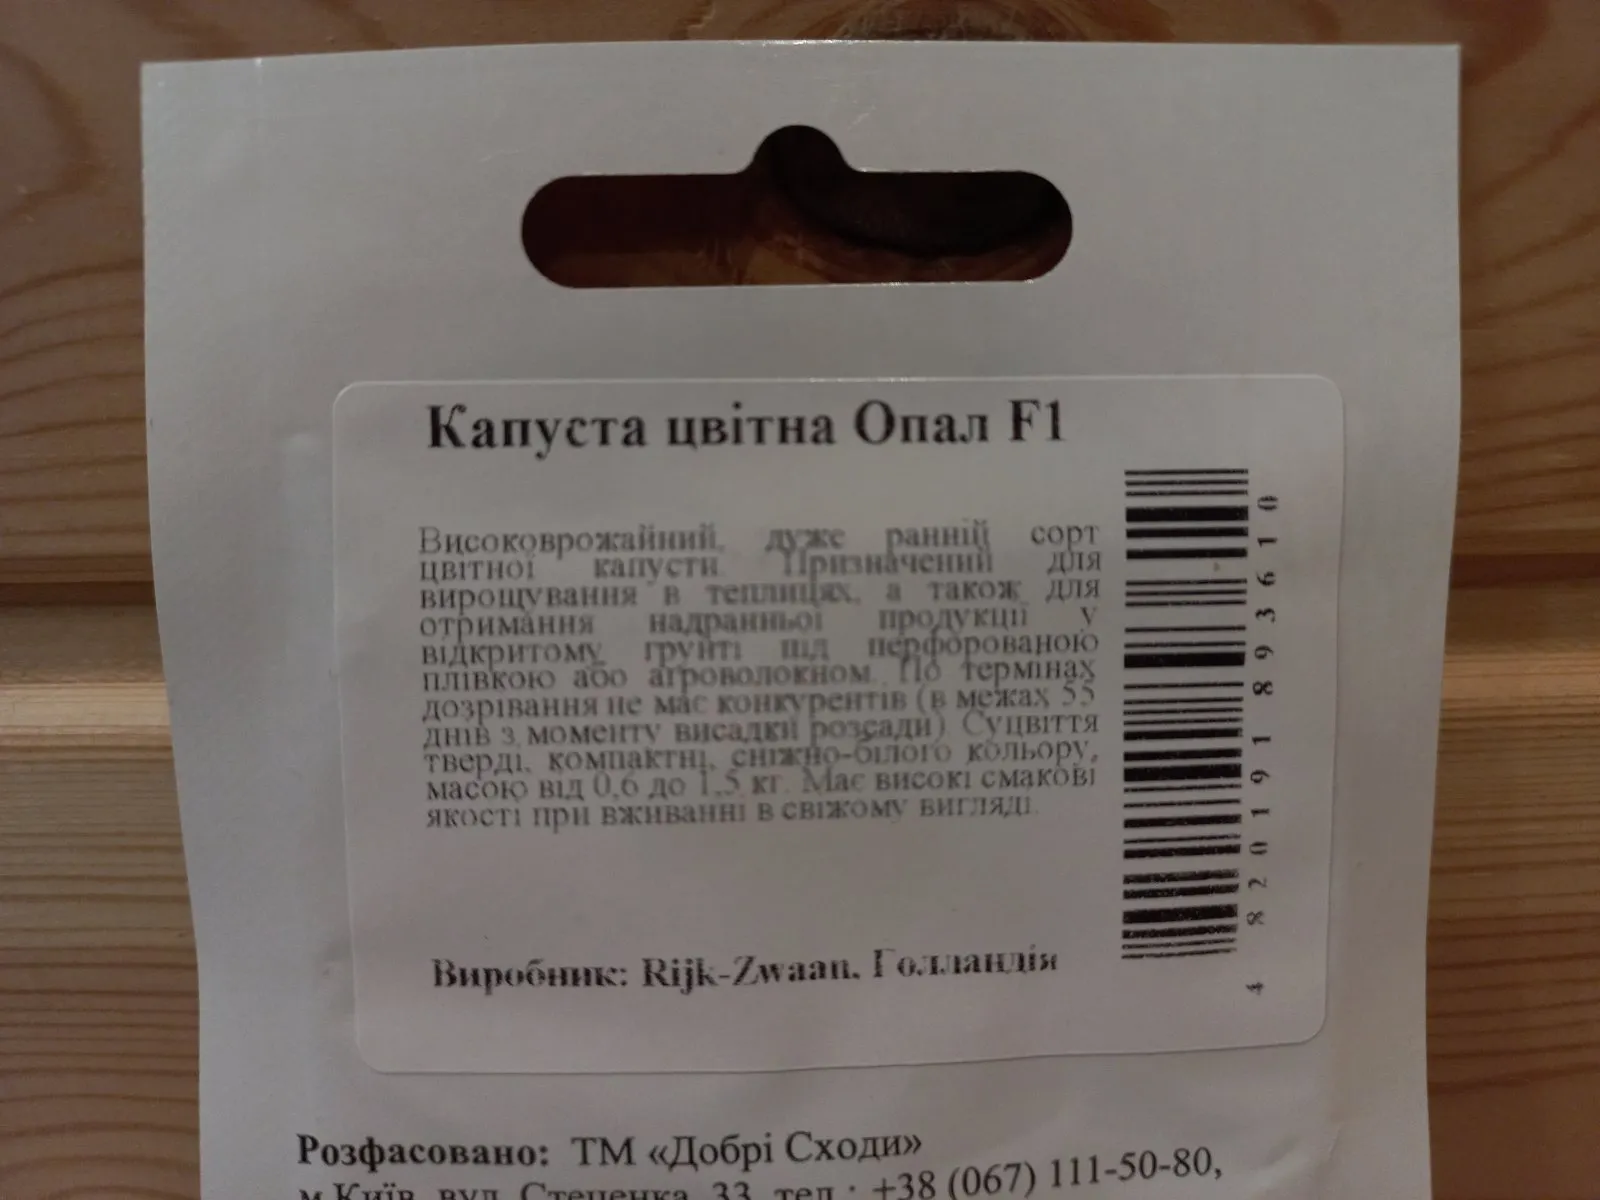 Капуста цвітна Опал F1
Високоврожайний, дуже ранній сорт
цвітної капусти. Призначений для
вирощування в теплицях, а також для
отримання надранньої продукції у
відкритому ґрунті під перфорованою
плівкою або агроволокном. По термінах
дозрівання не має конкурентів (в межах 55
днів з моменту висадки розсади). Суцвіття
тверді, компактні, сніжно-білого кольору,
масою від 0,6 до 1,5 кг. Має високі смакові
якості при вживанні в свіжому вигляді.
Виробник: Rijk-Zwaan, Голландія
4 820191 893610
Розфасовано: ТМ «Добрі Сходи»
м.Київ, вул. Стеценка, 33, тел.: +38 (067) 111-50-80,